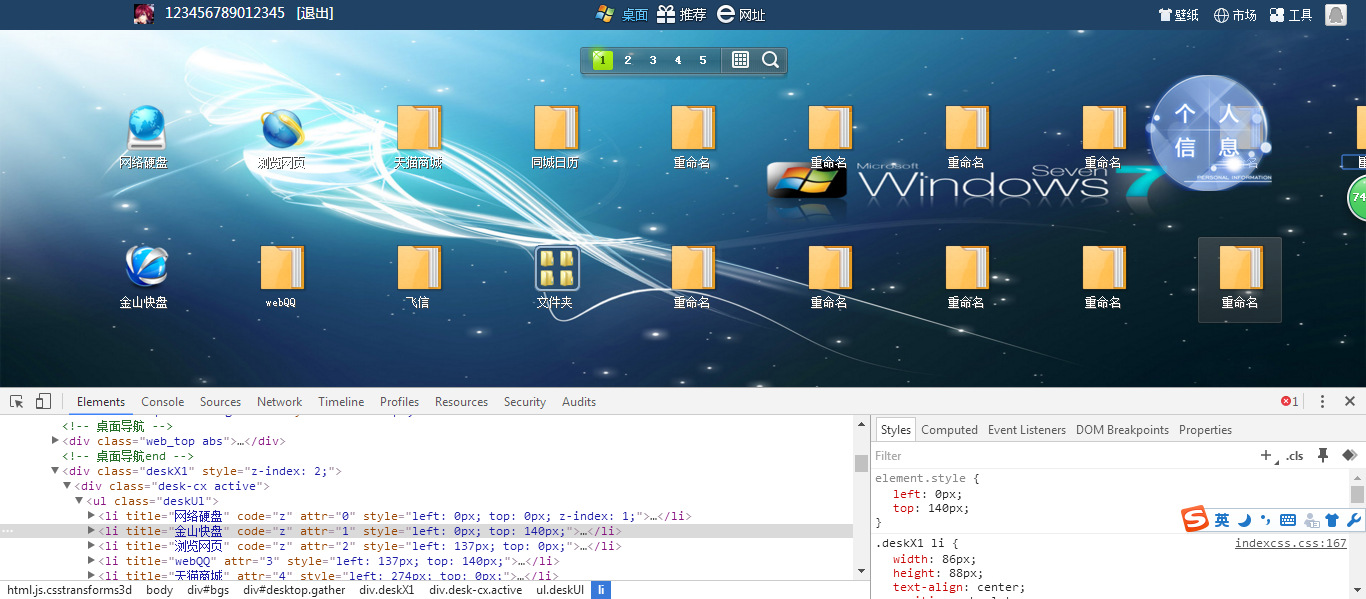 123456789012345 [退出] 桌面 推荐 网址 壁纸 市场 工具
1 2 3 4 5
个人
信息
PERSONAL INFORMATION
网络硬盘 浏览网页 天猫商城 同城日历 重命名 重命名 重命名 重命名
Microsoft
Windows Seven 7
74
金山快盘 webQQ 飞信 文件夹 重命名 重命名 重命名 重命名 重命名
Elements Console Sources Network Timeline Profiles Resources Security Audits 1
<!-- 桌面导航 -->
<div class="web_top abs">…</div>
<!-- 桌面导航end -->
<div class="deskX1" style="z-index: 2;">
<div class="desk-cx active">
<ul class="deskUl">
<li title="网络硬盘" code="z" attr="0" style="left: 0px; top: 0px; z-index: 1;">…</li>
<li title="金山快盘" code="z" attr="1" style="left: 0px; top: 140px;">…</li>
<li title="浏览网页" code="z" attr="2" style="left: 137px; top: 0px;">…</li>
<li title="webQQ" attr="3" style="left: 137px; top: 140px;">…</li>
<li title="天猫商城" attr="4" style="left: 274px; top: 0px;">…</li>
html.js.csstransforms3d body div#bgs div#desktop.gather div.deskX1 div.desk-cx.active ul.deskUl li
Styles Computed Event Listeners DOM Breakpoints Properties
Filter + .cls
element.style {
left: 0px;
top: 140px;
}
英
.deskX1 li { indexcss.css:167
width: 86px;
height: 88px;
text-align: center;